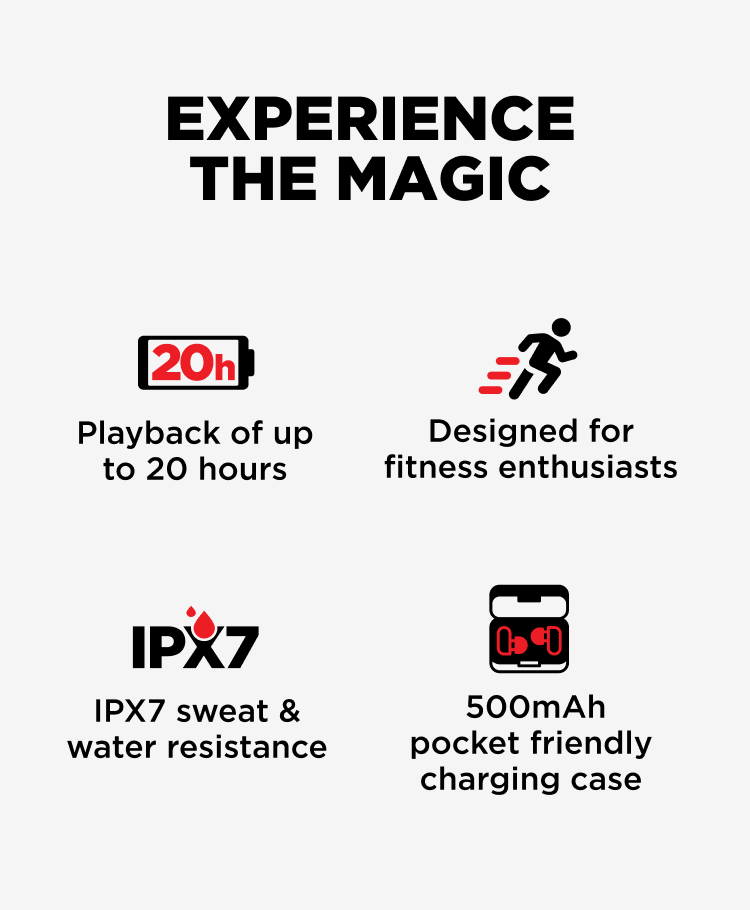 EXPERIENCE
THE MAGIC
20h
Playback of up
to 20 hours
Designed for
fitness enthusiasts
IPX7
IPX7 sweat &
water resistance
500mAh
pocket friendly
charging case